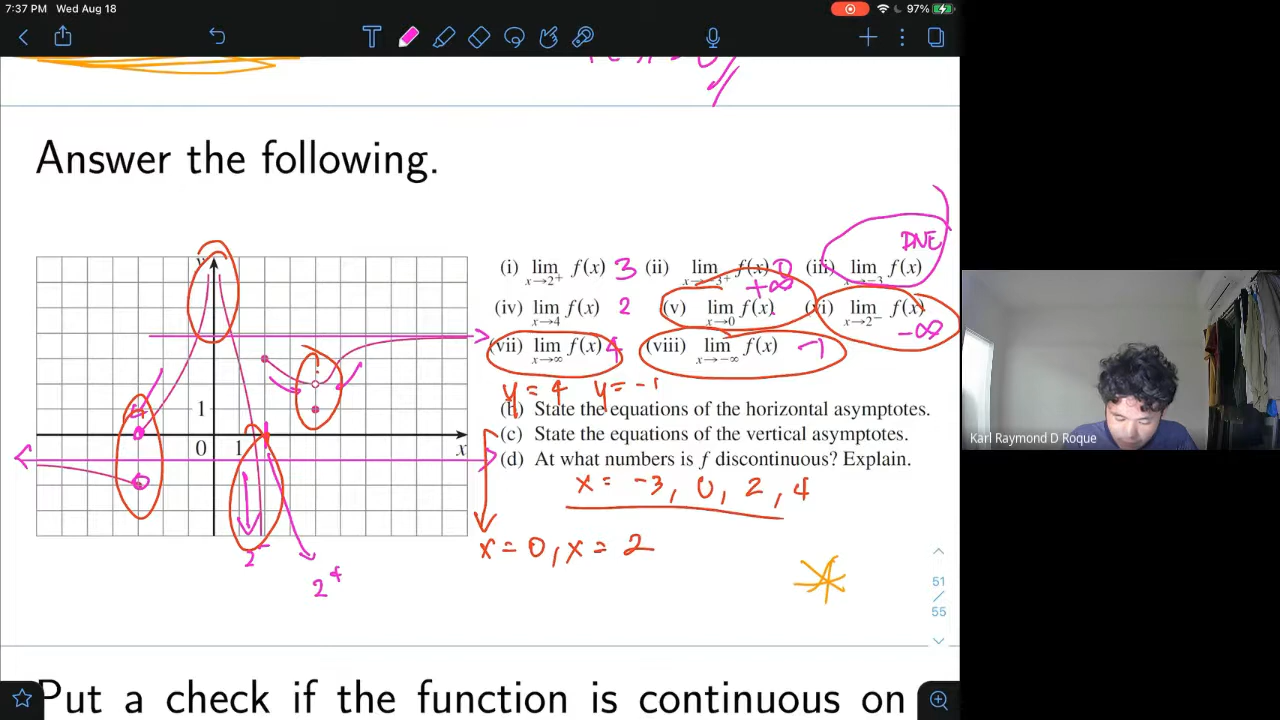 7:37 PM Wed Aug 18
97%
T
Answer the following.
y
1
0 1 x
2⁻
2⁺
(i) lim x→2⁺ f(x) 3 (ii) lim x→−3⁺ f(x) 0 (iii) lim x→−3 f(x) DNE
(iv) lim x→4 f(x) 2 (v) lim x→0 f(x) +∞ (vi) lim x→2⁻ f(x) −∞
(vii) lim x→∞ f(x) 4 (viii) lim x→−∞ f(x) −1
y = 4 y = −1
(b) State the equations of the horizontal asymptotes.
(c) State the equations of the vertical asymptotes.
(d) At what numbers is f discontinuous? Explain.
x = −3, 0, 2, 4
x = 0, x = 2
51
/
55
Put a check if the function is continuous on
Karl Raymond D Roque